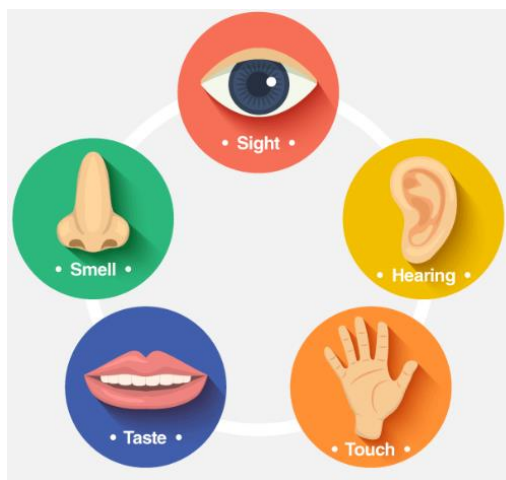 • Sight •
• Smell •
• Hearing •
• Taste •
• Touch •